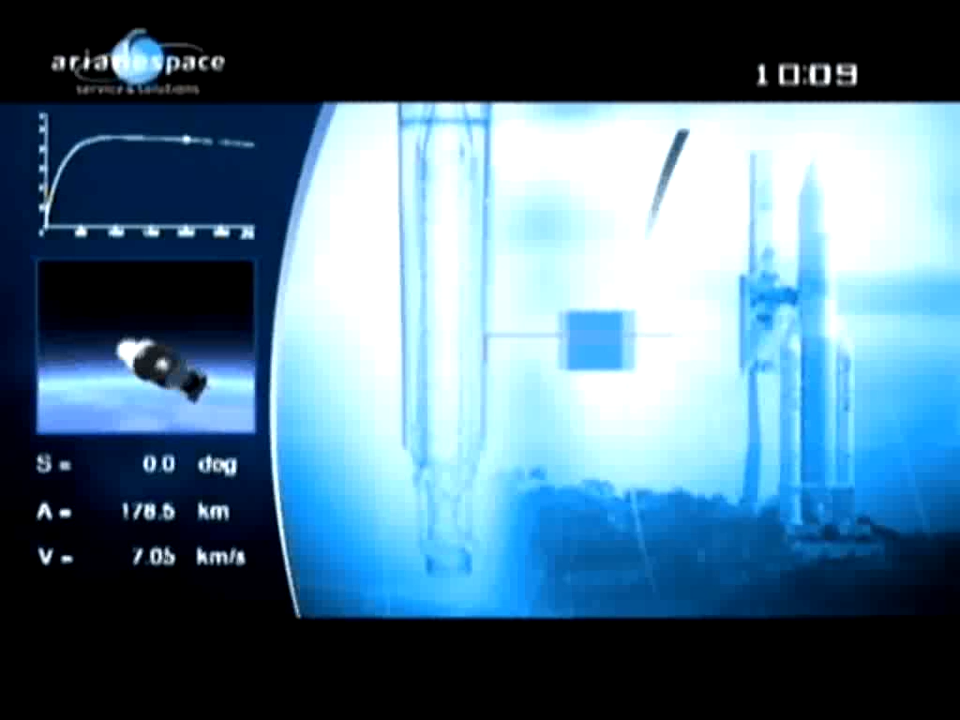 arianespace
service & solutions
10:09
S = 0.0 deg
A = 178.5 km
V = 7.05 km/s